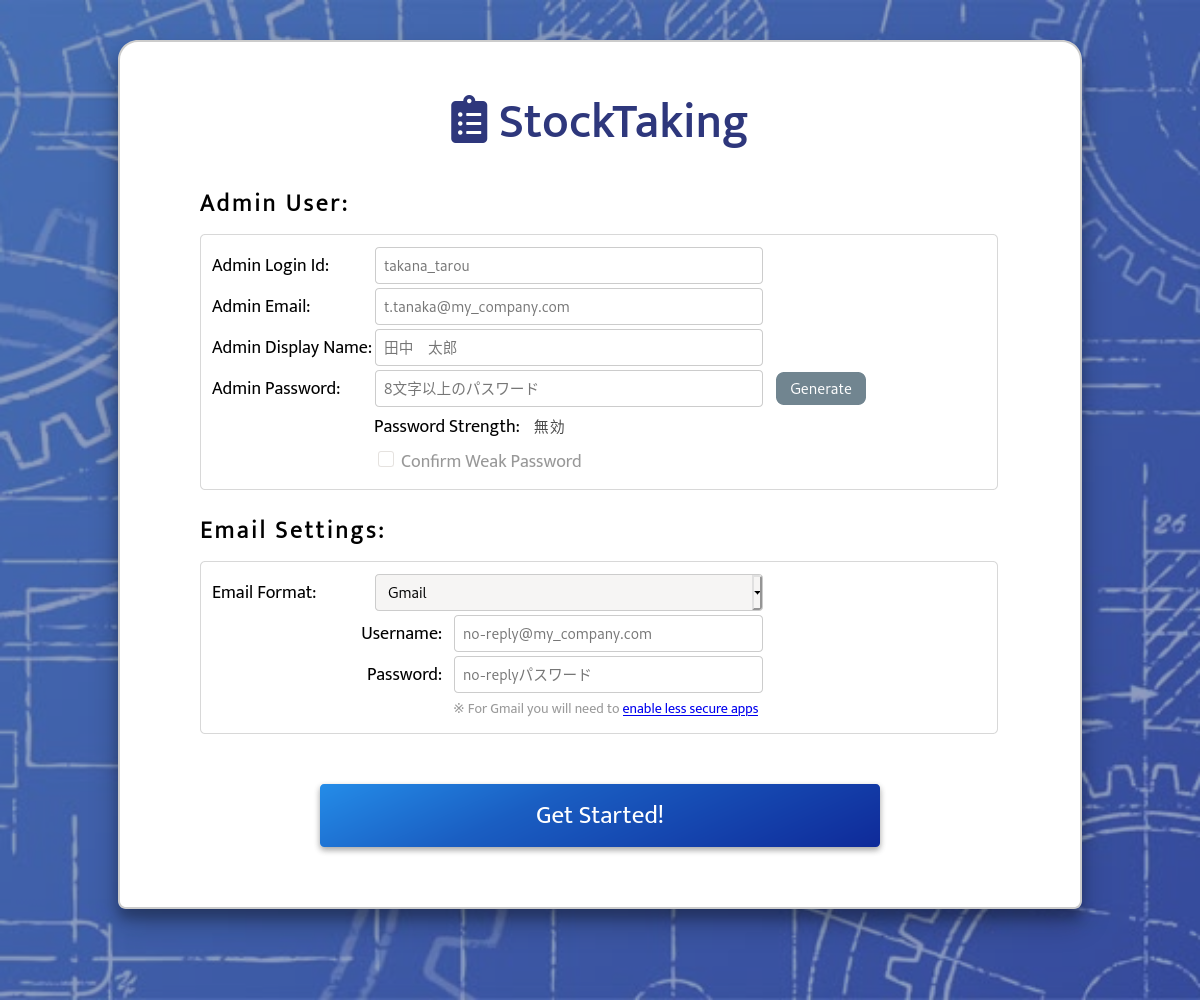 StockTaking
Admin User:
Admin Login Id: takana_tarou
Admin Email: t.tanaka@my_company.com
Admin Display Name: 田中　太郎
Admin Password: 8文字以上のパスワード Generate
Password Strength: 無効
Confirm Weak Password
Email Settings:
Email Format: Gmail
Username: no-reply@my_company.com
Password: no-replyパスワード
※ For Gmail you will need to enable less secure apps
Get Started!
26